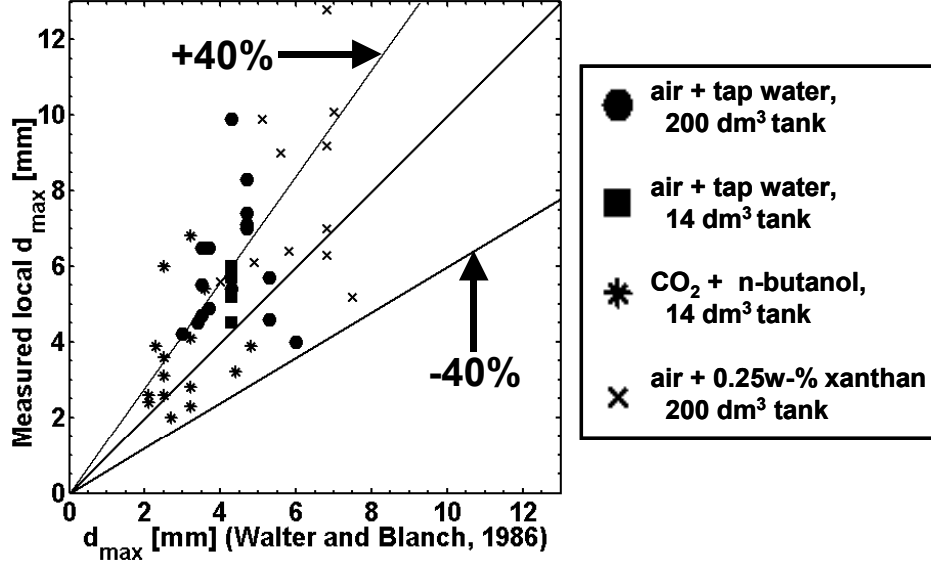 12
10
8
6
4
2
0
Measured local dmax [mm]
+40%
-40%
0 2 4 6 8 10 12
dmax [mm] (Walter and Blanch, 1986)
air + tap water,
200 dm³ tank
air + tap water,
14 dm³ tank
CO₂ + n-butanol,
14 dm³ tank
air + 0.25w-% xanthan
200 dm³ tank